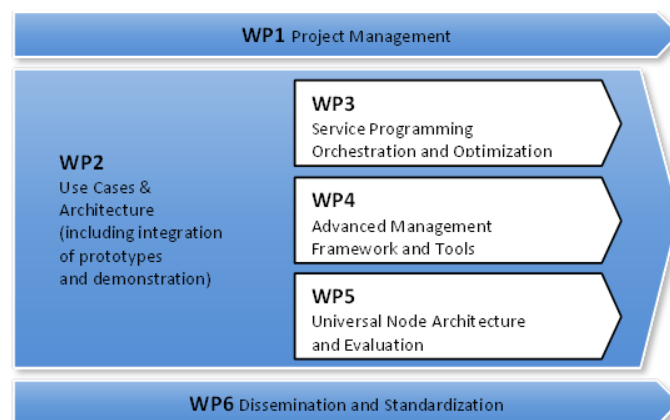 WP1 Project Management
WP2
Use Cases &
Architecture
(including integration
of prototypes
and demonstration)
WP3
Service Programming
Orchestration and Optimization
WP4
Advanced Management
Framework and Tools
WP5
Universal Node Architecture
and Evaluation
WP6 Dissemination and Standardization